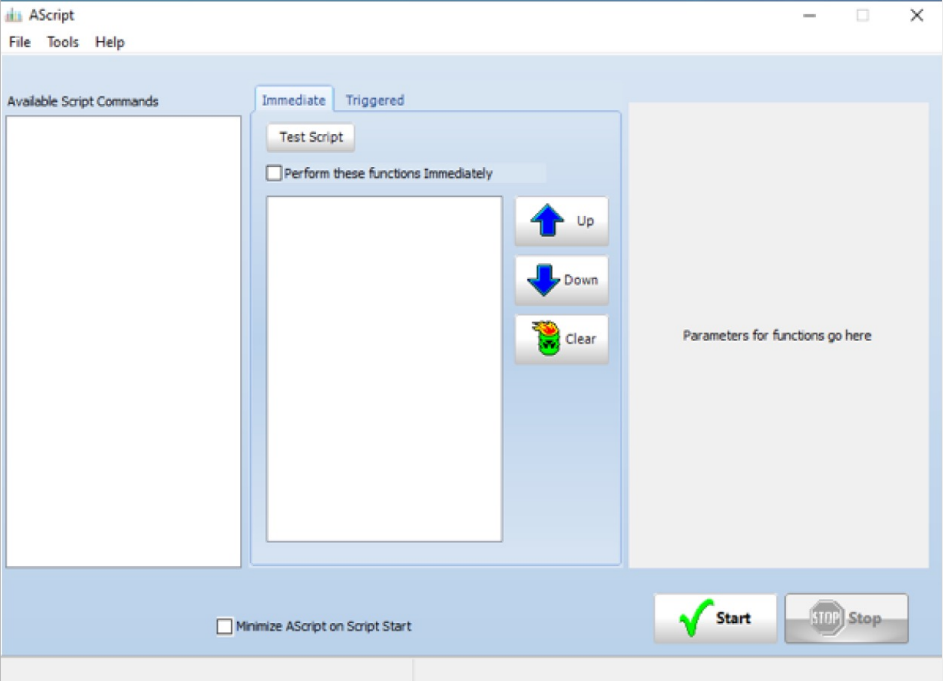 AScript
File Tools Help
Available Script Commands
Immediate Triggered
Test Script
Perform these functions Immediately
Up
Down
Clear
Parameters for functions go here
Minimize AScript on Script Start
Start
STOP Stop